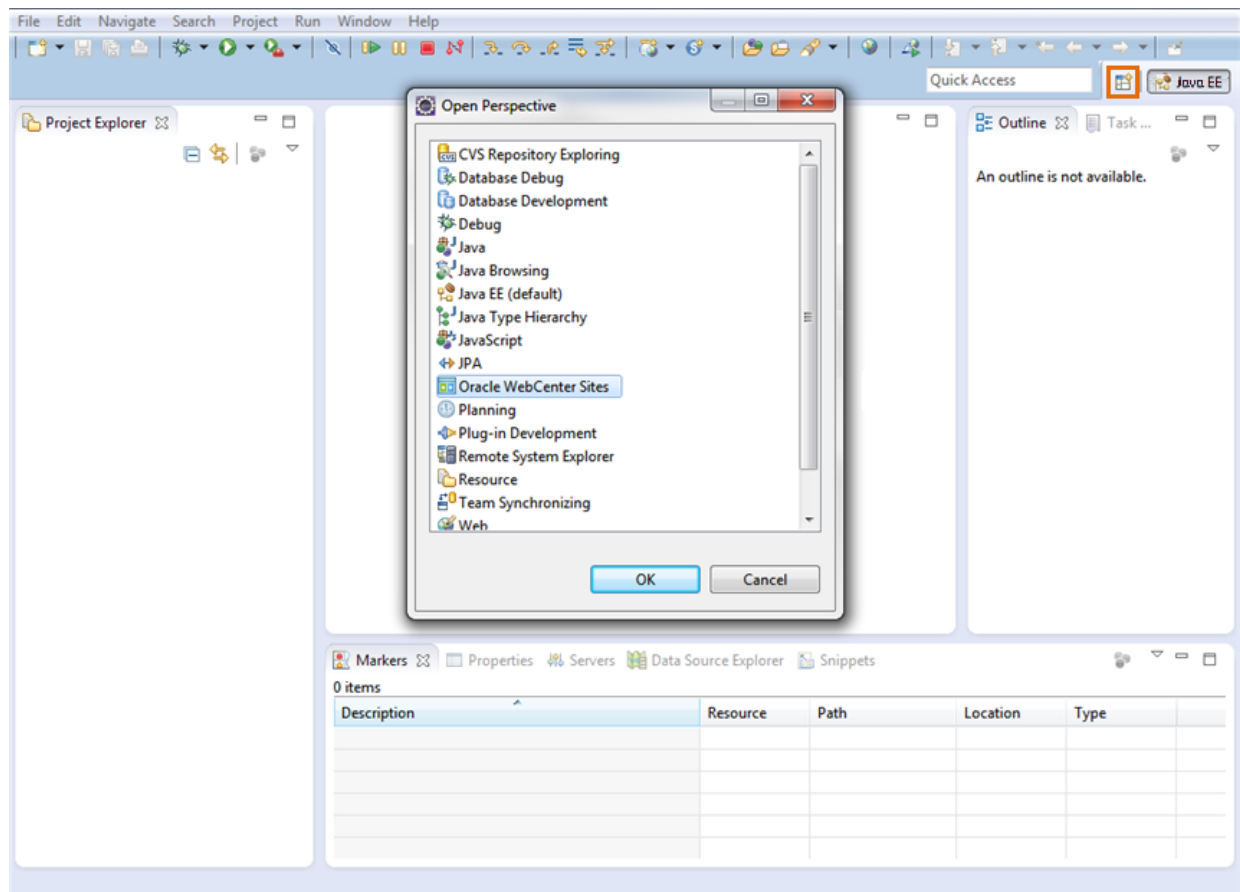 File Edit Navigate Search Project Run Window Help
Quick Access
Java EE
Project Explorer
Open Perspective
CVS Repository Exploring
Database Debug
Database Development
Debug
Java
Java Browsing
Java EE (default)
Java Type Hierarchy
JavaScript
JPA
Oracle WebCenter Sites
Planning
Plug-in Development
Remote System Explorer
Resource
Team Synchronizing
Web
OK Cancel
Outline Task ...
An outline is not available.
Markers Properties Servers Data Source Explorer Snippets
0 items
Description Resource Path Location Type